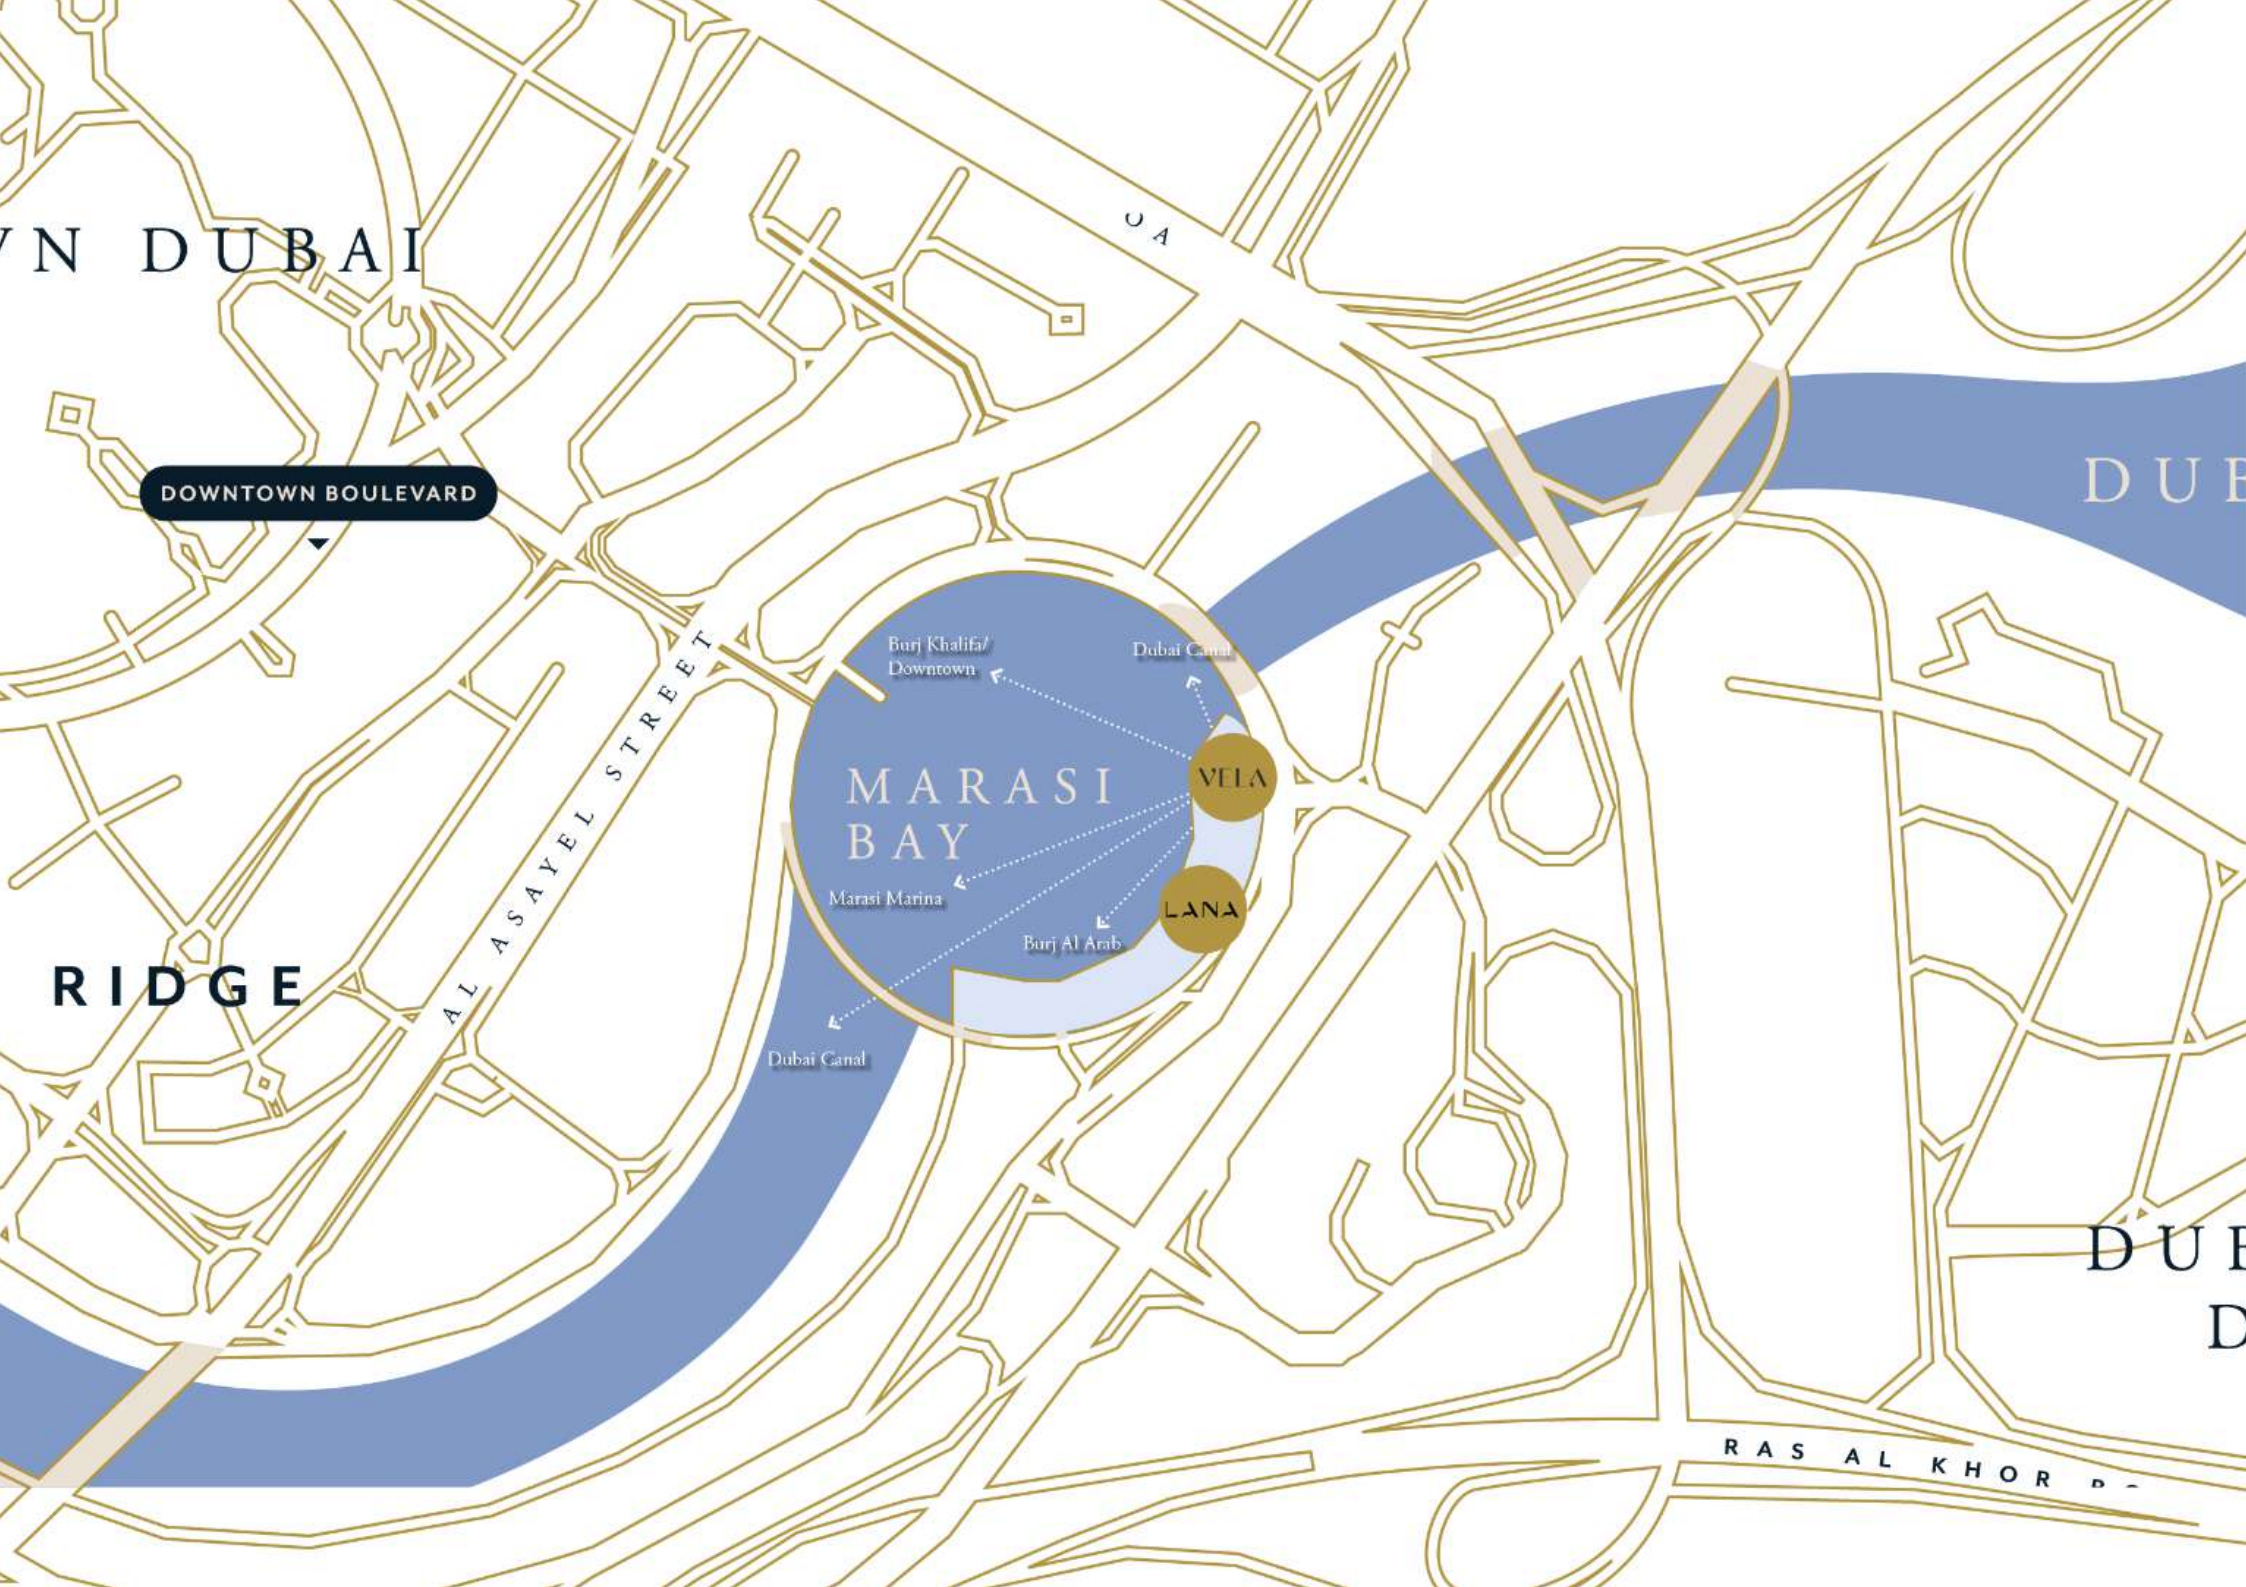 N DUBAI
DOWNTOWN BOULEVARD
DUB
Burj Khalifa/
Downtown
Dubai Canal
AL ASAYEL STREET
MARASI
BAY
VELA
LANA
Marasi Marina
Burj Al Arab
RIDGE
Dubai Canal
DUB
D
RAS AL KHOR